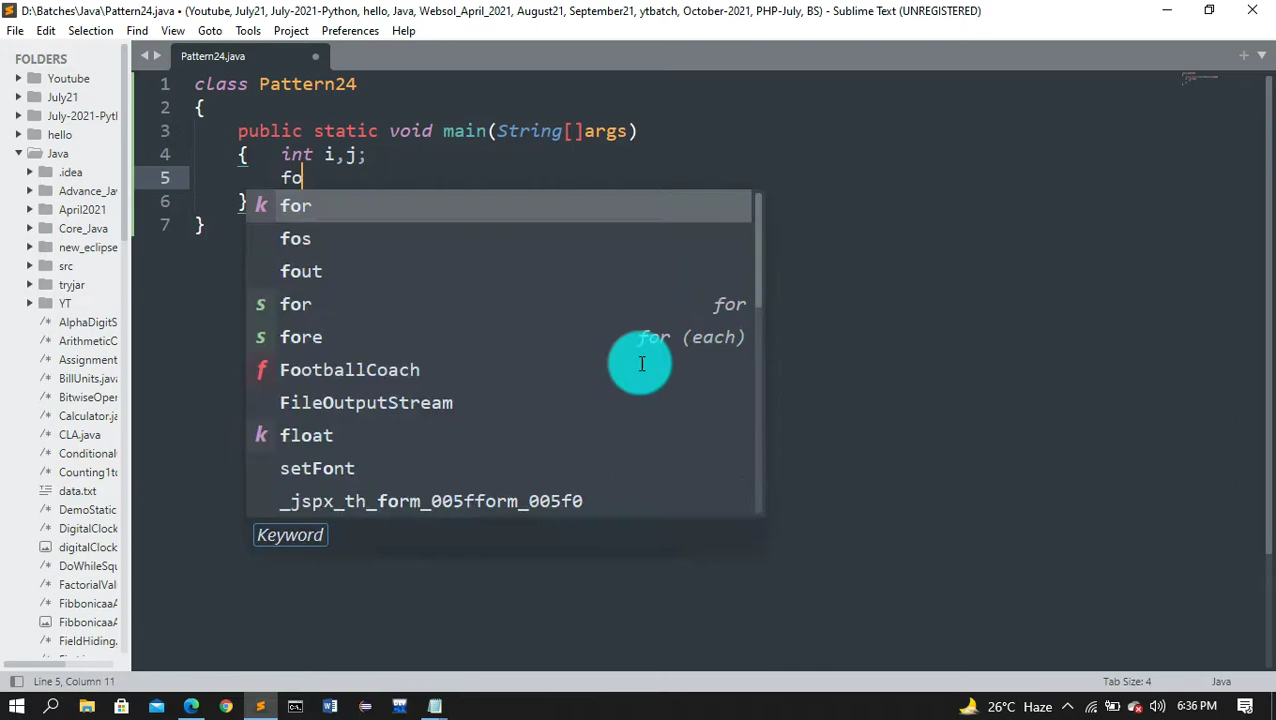 D:\Batches\Java\Pattern24.java • (Youtube, July21, July-2021-Python, hello, Java, Websol_April_2021, August21, September21, ytbatch, October-2021, PHP-July, BS) - Sublime Text (UNREGISTERED)
File Edit Selection Find View Goto Tools Project Preferences Help
FOLDERS
Youtube
July21
July-2021-Pyth
hello
Java
.idea
Advance_Ja
April2021
Core_Java
new_eclipse
src
tryjar
YT
AlphaDigitS
ArithmeticC
Assignment
BillUnits.jav
BitwiseOper
Calculator.ja
CLA.java
Conditional
Counting1to
data.txt
DemoStatic
DigitalClock
digitalClock
DoWhileSqu
FactorialVal
Fibbonicaa
Fibbonicaa
FieldHiding.
Pattern24.java
1 class Pattern24
2 {
3 public static void main(String[]args)
4 { int i,j;
5 fo
6 }
7 }
k for
fos
fout
s for for
s fore for (each)
f FootballCoach
FileOutputStream
k float
setFont
_jspx_th_form_005fform_005f0
Keyword
Line 5, Column 11
Tab Size: 4
Java
26°C Haze
6:36 PM